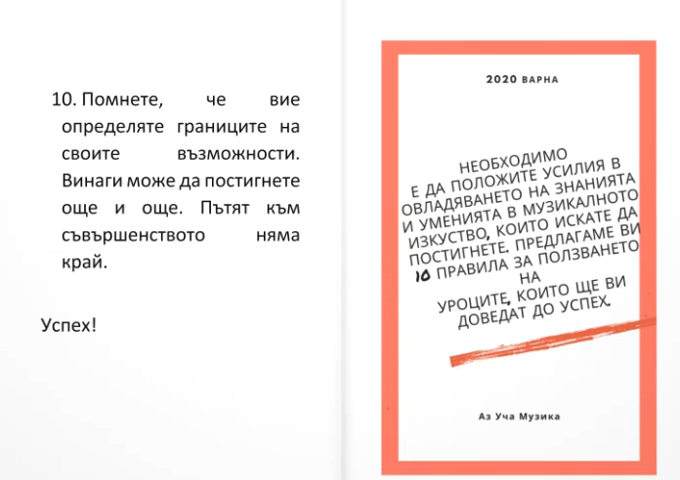 10. Помнете, че вие
определяте границите на
своите възможности.
Винаги може да постигнете
още и още. Пътят към
съвършенството няма
край.
Успех!
2020 ВАРНА
НЕОБХОДИМО
Е ДА ПОЛОЖИТЕ УСИЛИЯ В
ОВЛАДЯВАНЕТО НА ЗНАНИЯТА
И УМЕНИЯТА В МУЗИКАЛНОТО
ИЗКУСТВО, КОИТО ИСКАТЕ ДА
ПОСТИГНЕТЕ. ПРЕДЛАГАМЕ ВИ
10 ПРАВИЛА ЗА ПОЛЗВАНЕТО
НА
УРОЦИТЕ, КОИТО ЩЕ ВИ
ДОВЕДАТ ДО УСПЕХ.
Аз Уча Музика